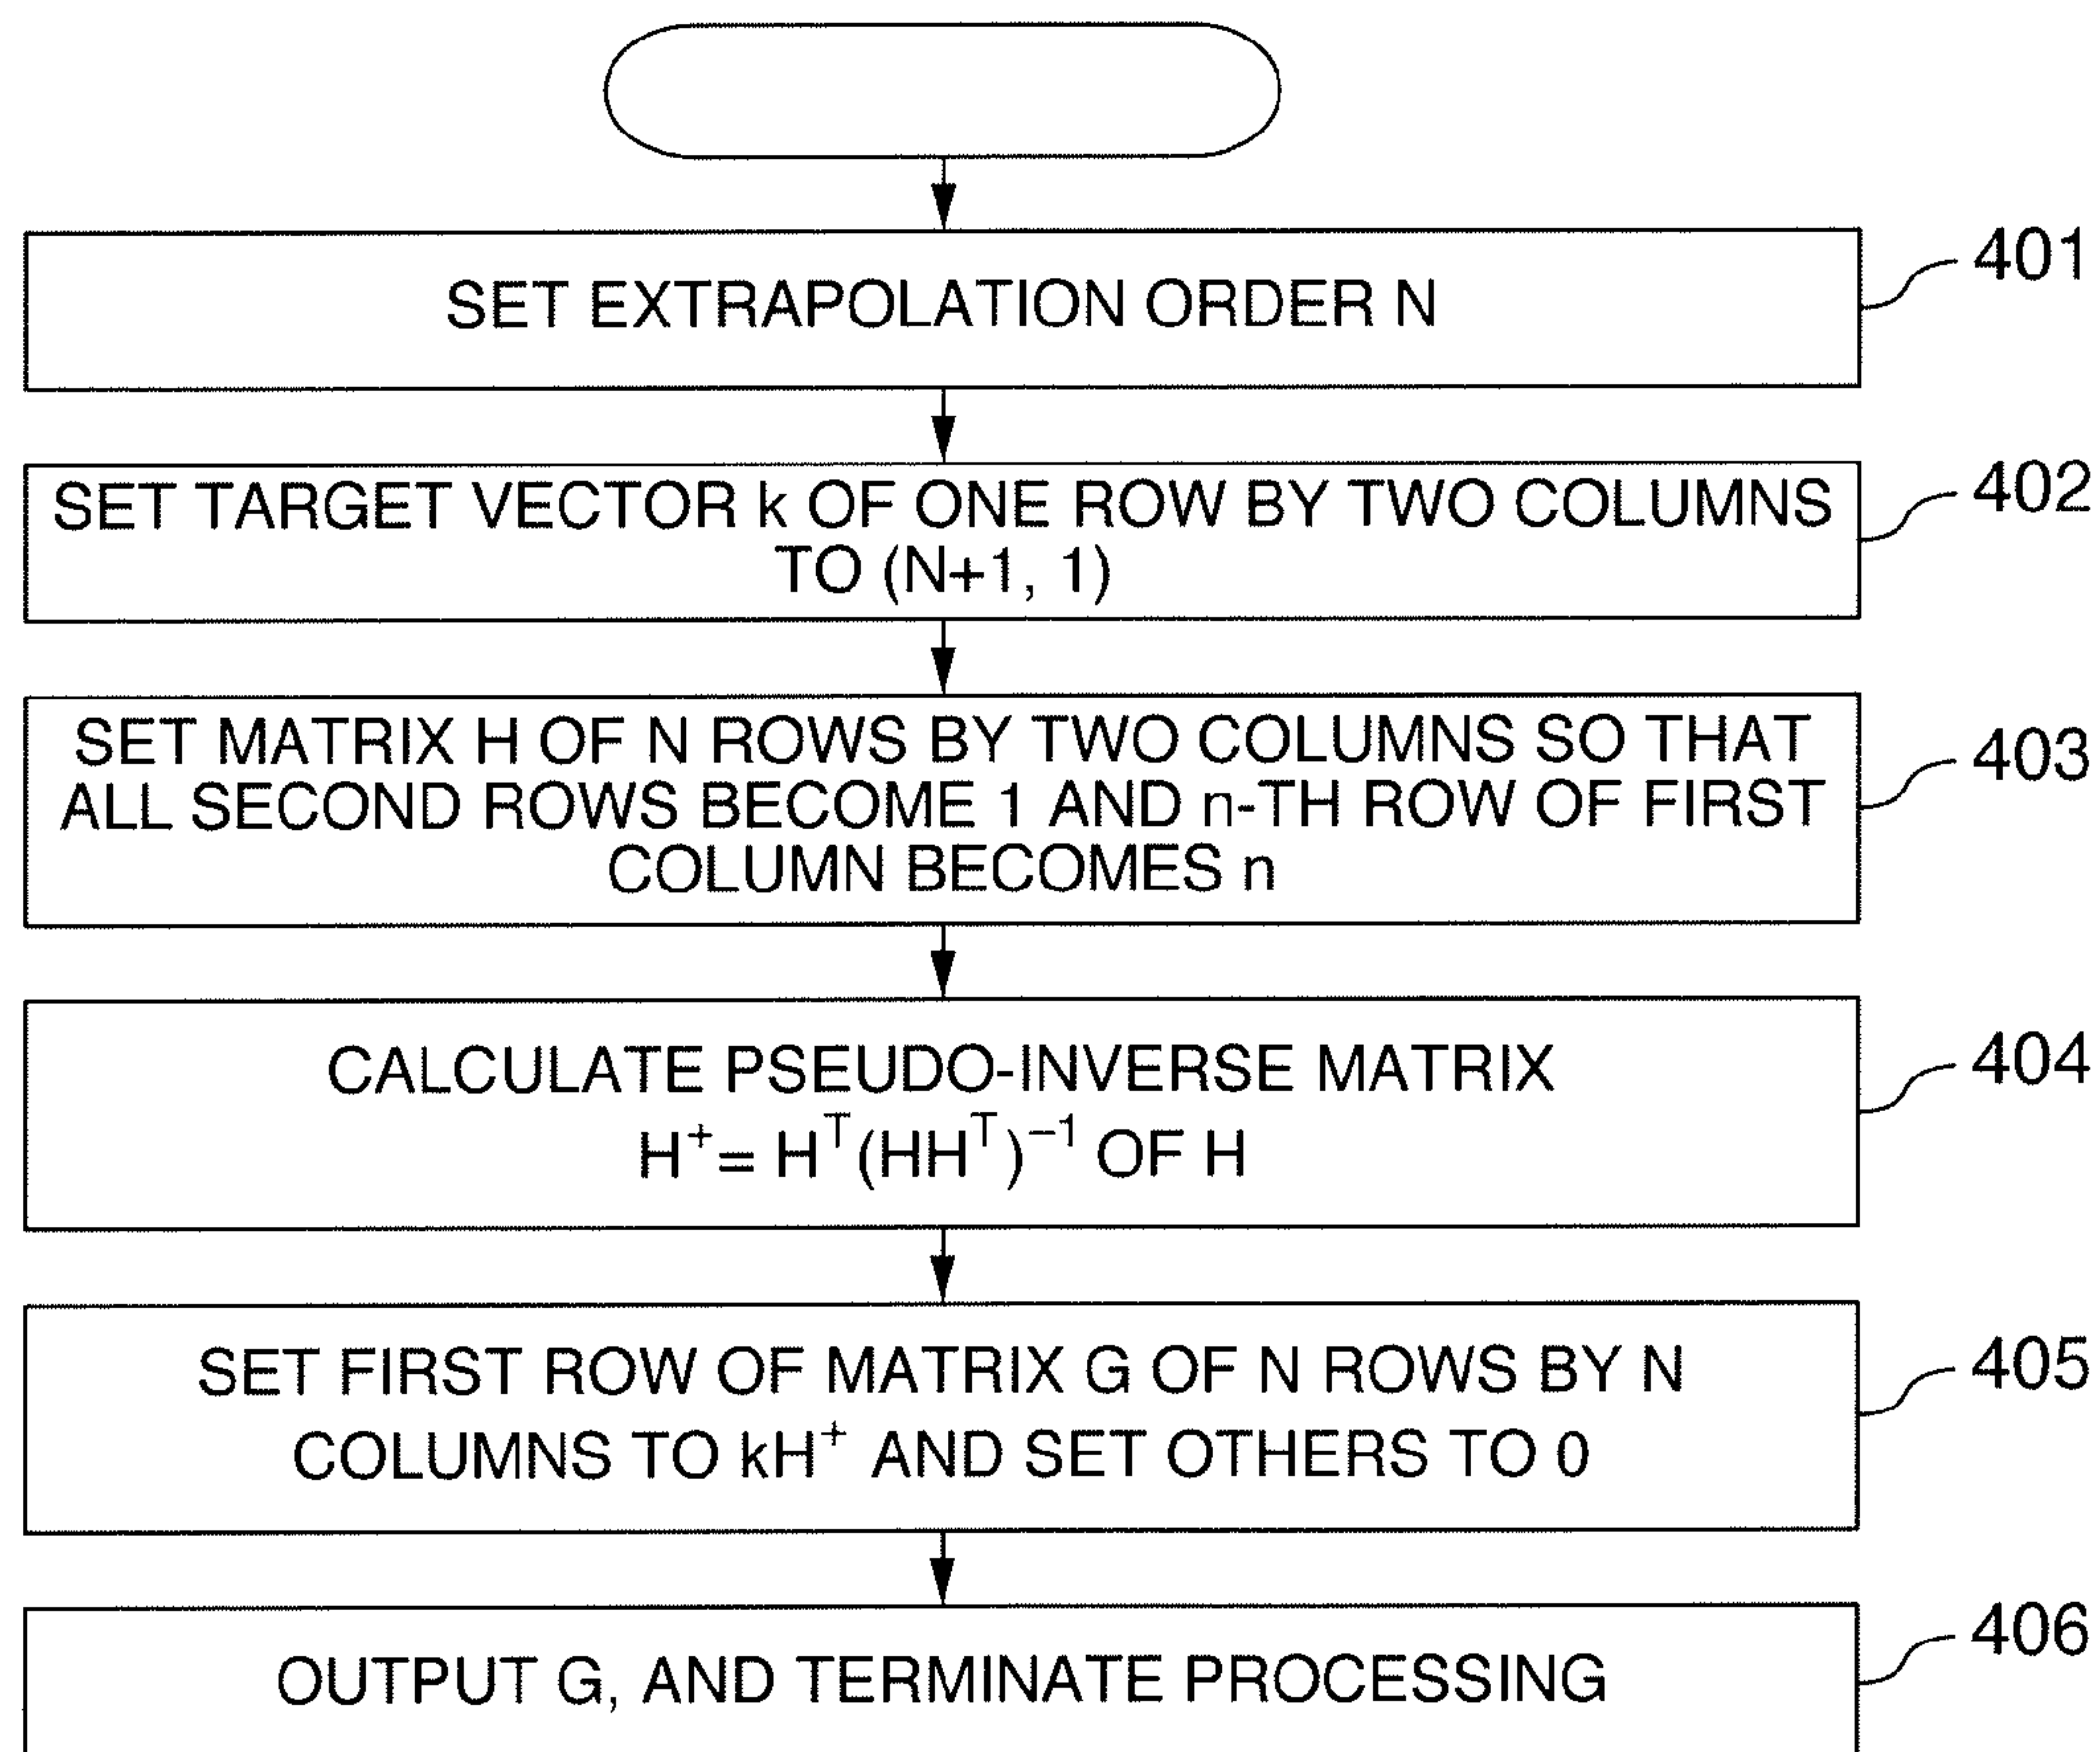 401
SET EXTRAPOLATION ORDER N
402
SET TARGET VECTOR k OF ONE ROW BY TWO COLUMNS
TO (N+1, 1)
403
SET MATRIX H OF N ROWS BY TWO COLUMNS SO THAT
ALL SECOND ROWS BECOME 1 AND n-TH ROW OF FIRST
COLUMN BECOMES n
404
CALCULATE PSEUDO-INVERSE MATRIX
H⁺= Hᵀ(HHᵀ)⁻¹ OF H
405
SET FIRST ROW OF MATRIX G OF N ROWS BY N
COLUMNS TO kH⁺ AND SET OTHERS TO 0
406
OUTPUT G, AND TERMINATE PROCESSING